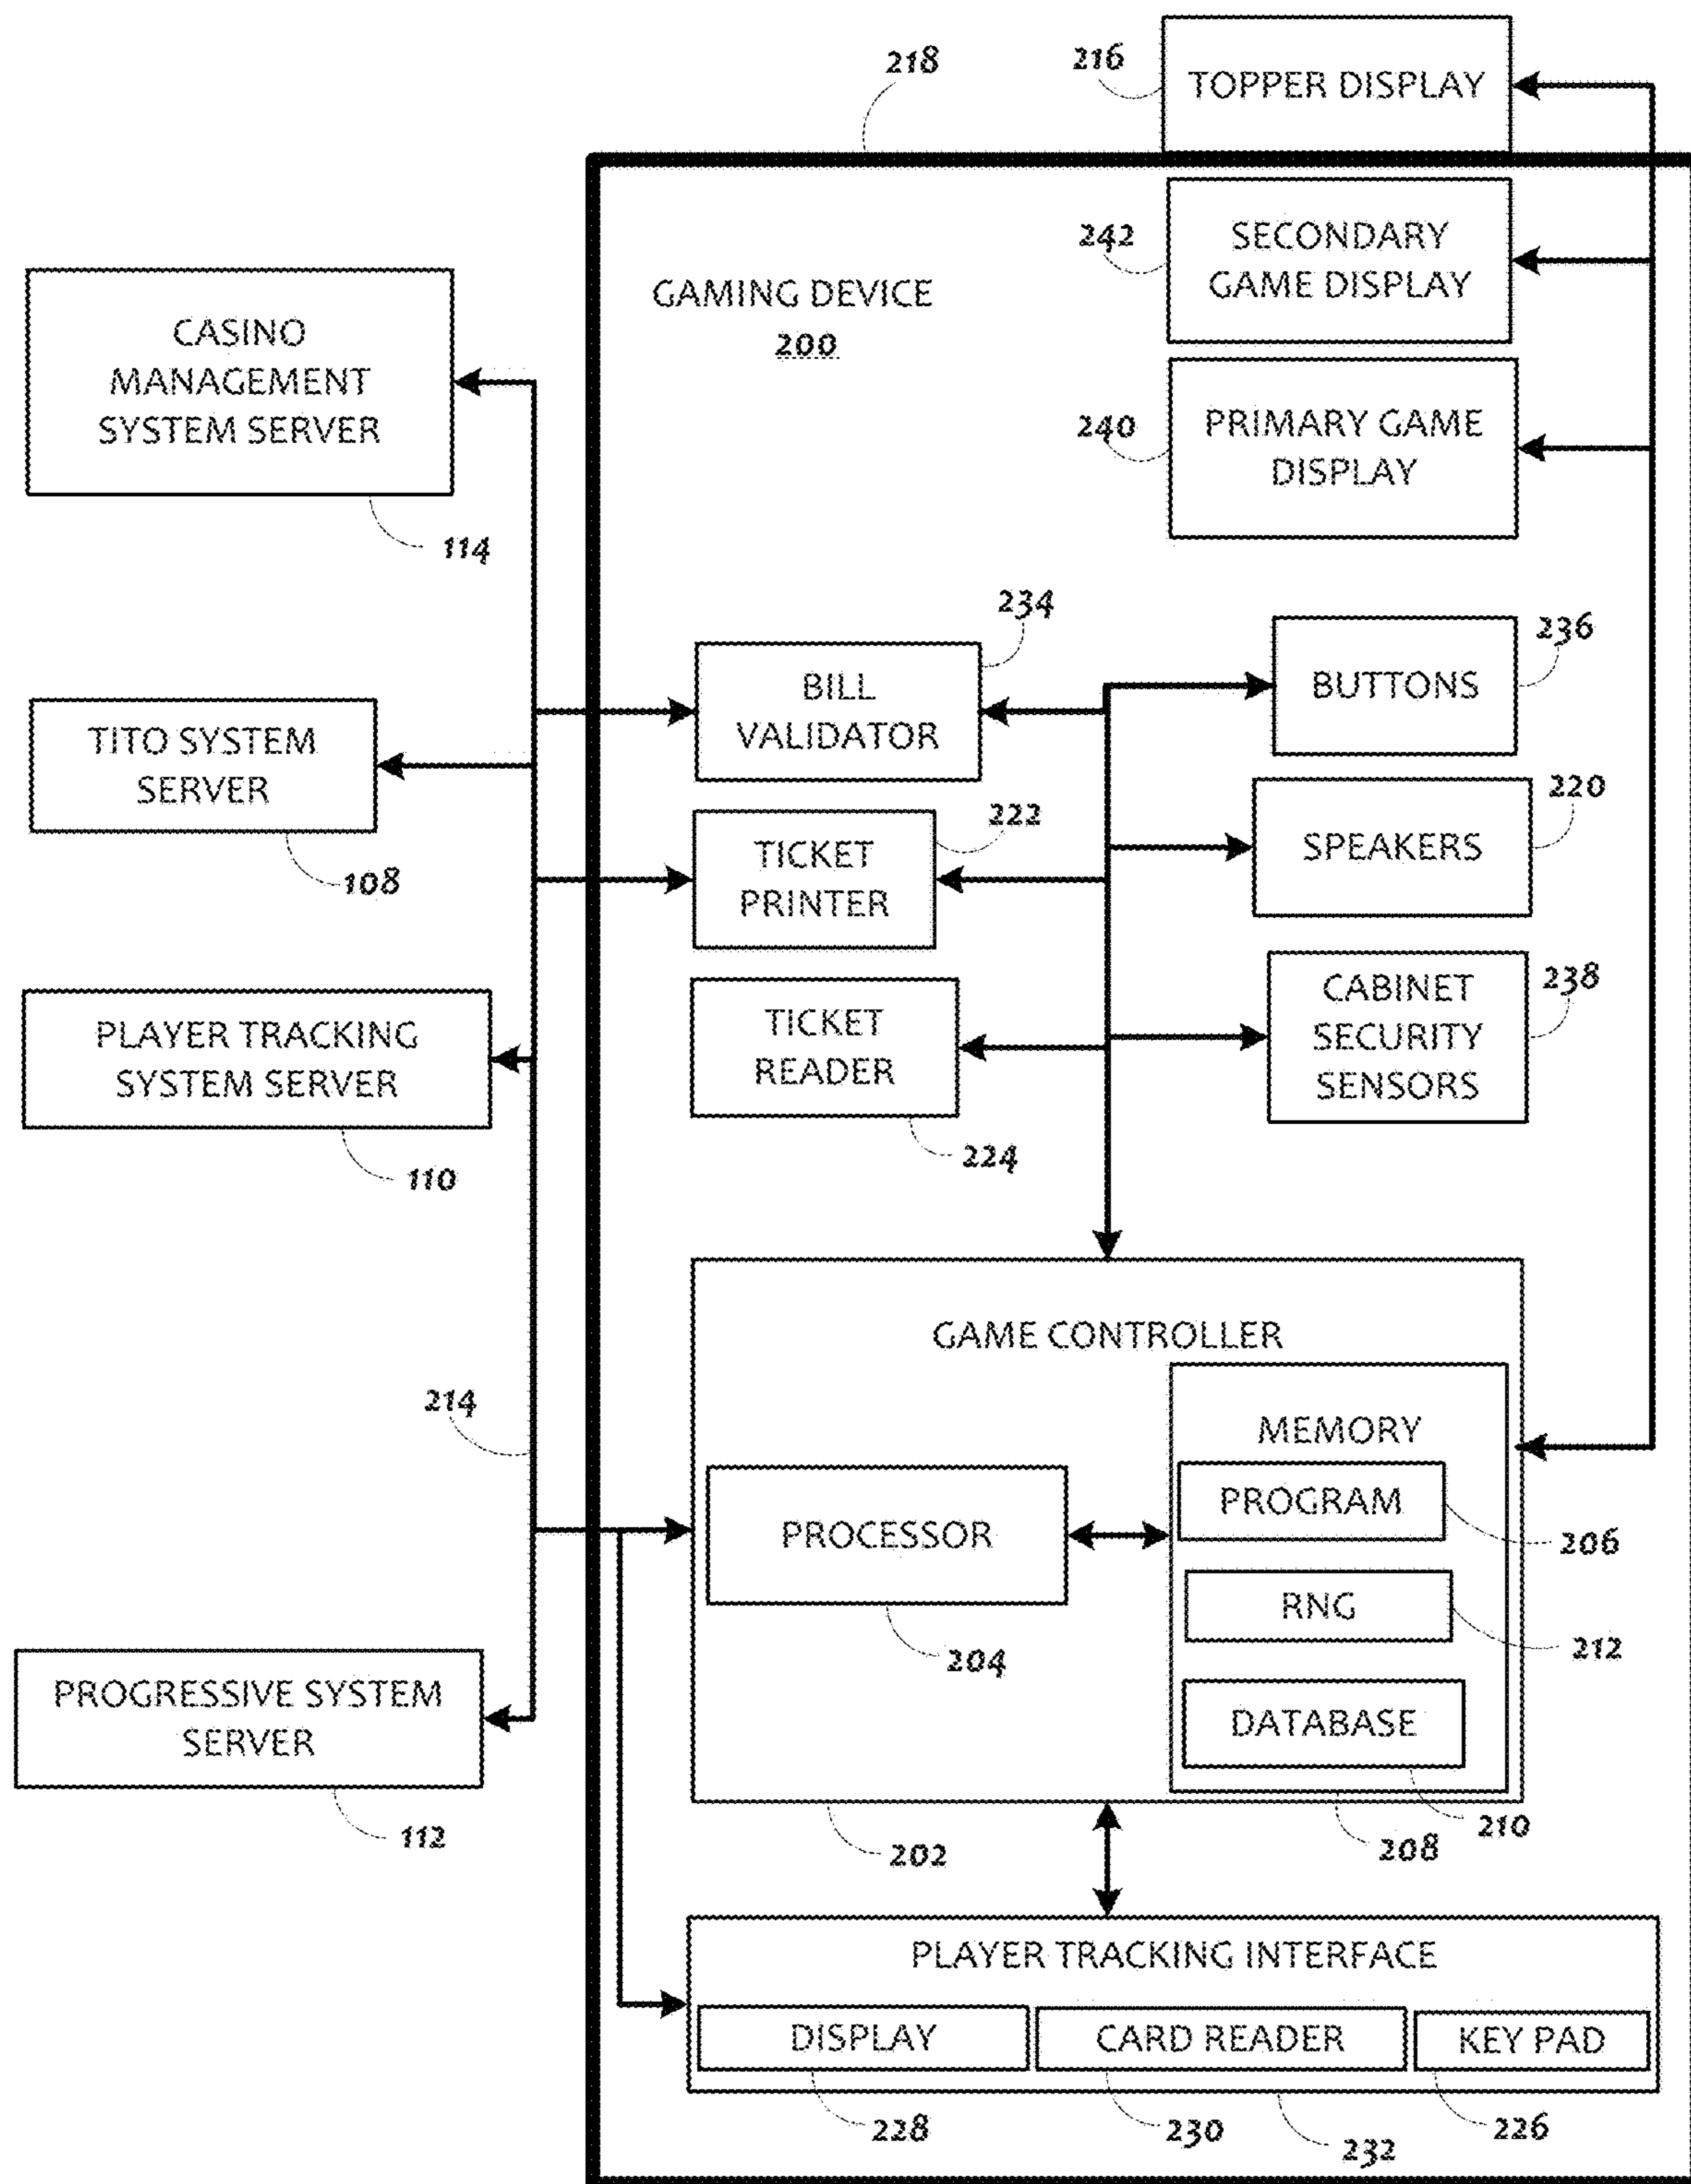 218
216
TOPPER DISPLAY
242
SECONDARY
GAME DISPLAY
GAMING DEVICE
200
CASINO
MANAGEMENT
SYSTEM SERVER
114
240
PRIMARY GAME
DISPLAY
234
BILL
VALIDATOR
236
BUTTONS
TITO SYSTEM
SERVER
108
222
TICKET
PRINTER
220
SPEAKERS
PLAYER TRACKING
SYSTEM SERVER
110
TICKET
READER
224
238
CABINET
SECURITY
SENSORS
GAME CONTROLLER
214
MEMORY
PROGRAM
206
PROCESSOR
204
RNG
212
DATABASE
210
208
202
PROGRESSIVE SYSTEM
SERVER
112
PLAYER TRACKING INTERFACE
DISPLAY
CARD READER
KEY PAD
228
230
232
226